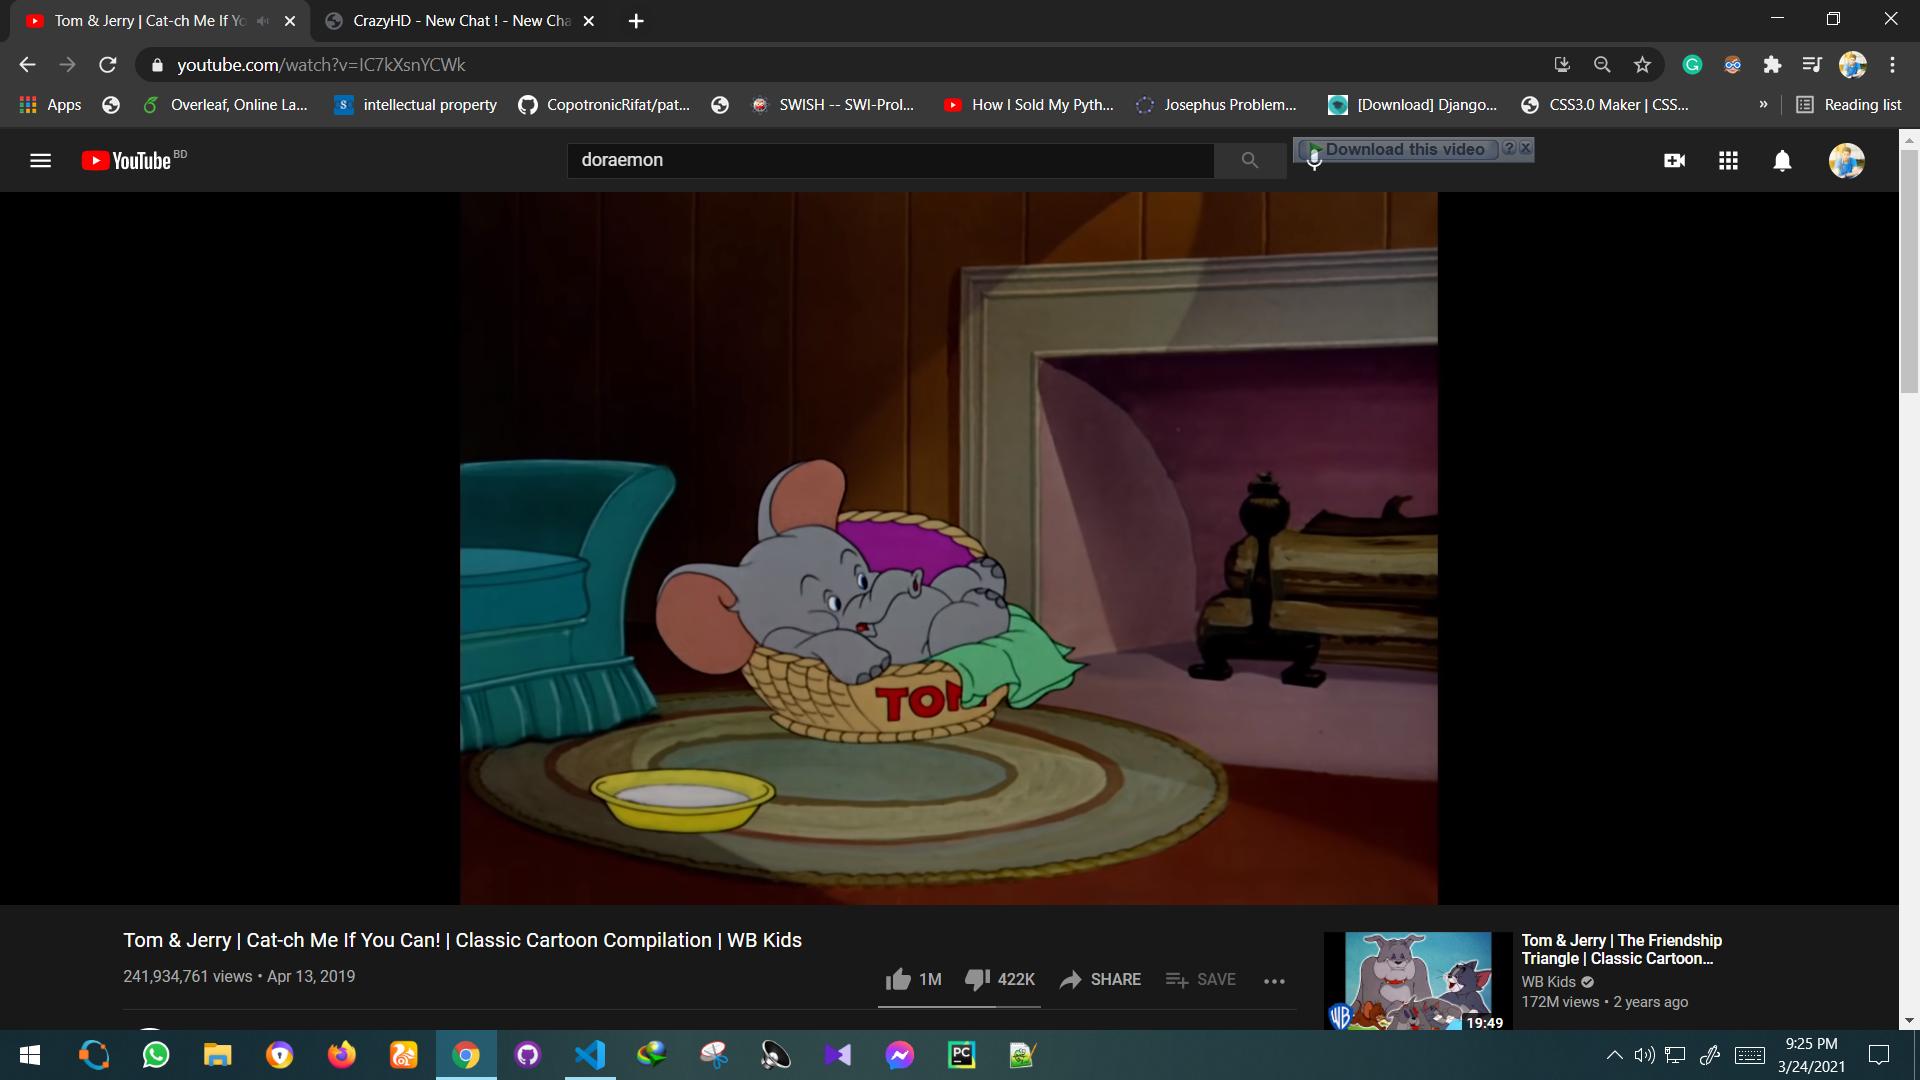 Tom & Jerry | Cat-ch Me If Yo
CrazyHD - New Chat ! - New Cha
youtube.com/watch?v=IC7kXsnYCWk
Apps
Overleaf, Online La...
S
intellectual property
CopotronicRifat/pat...
SWISH -- SWI-Prol...
How I Sold My Pyth...
Josephus Problem...
[Download] Django...
CSS3.0 Maker | CSS...
»
Reading list
YouTube BD
doraemon
Download this video ?
TOM
Tom & Jerry | Cat-ch Me If You Can! | Classic Cartoon Compilation | WB Kids
241,934,761 views • Apr 13, 2019
1M
422K
SHARE
SAVE
Tom & Jerry | The Friendship
Triangle | Classic Cartoon...
WB Kids
172M views • 2 years ago
WB
19:49
PC
9:25 PM
3/24/2021